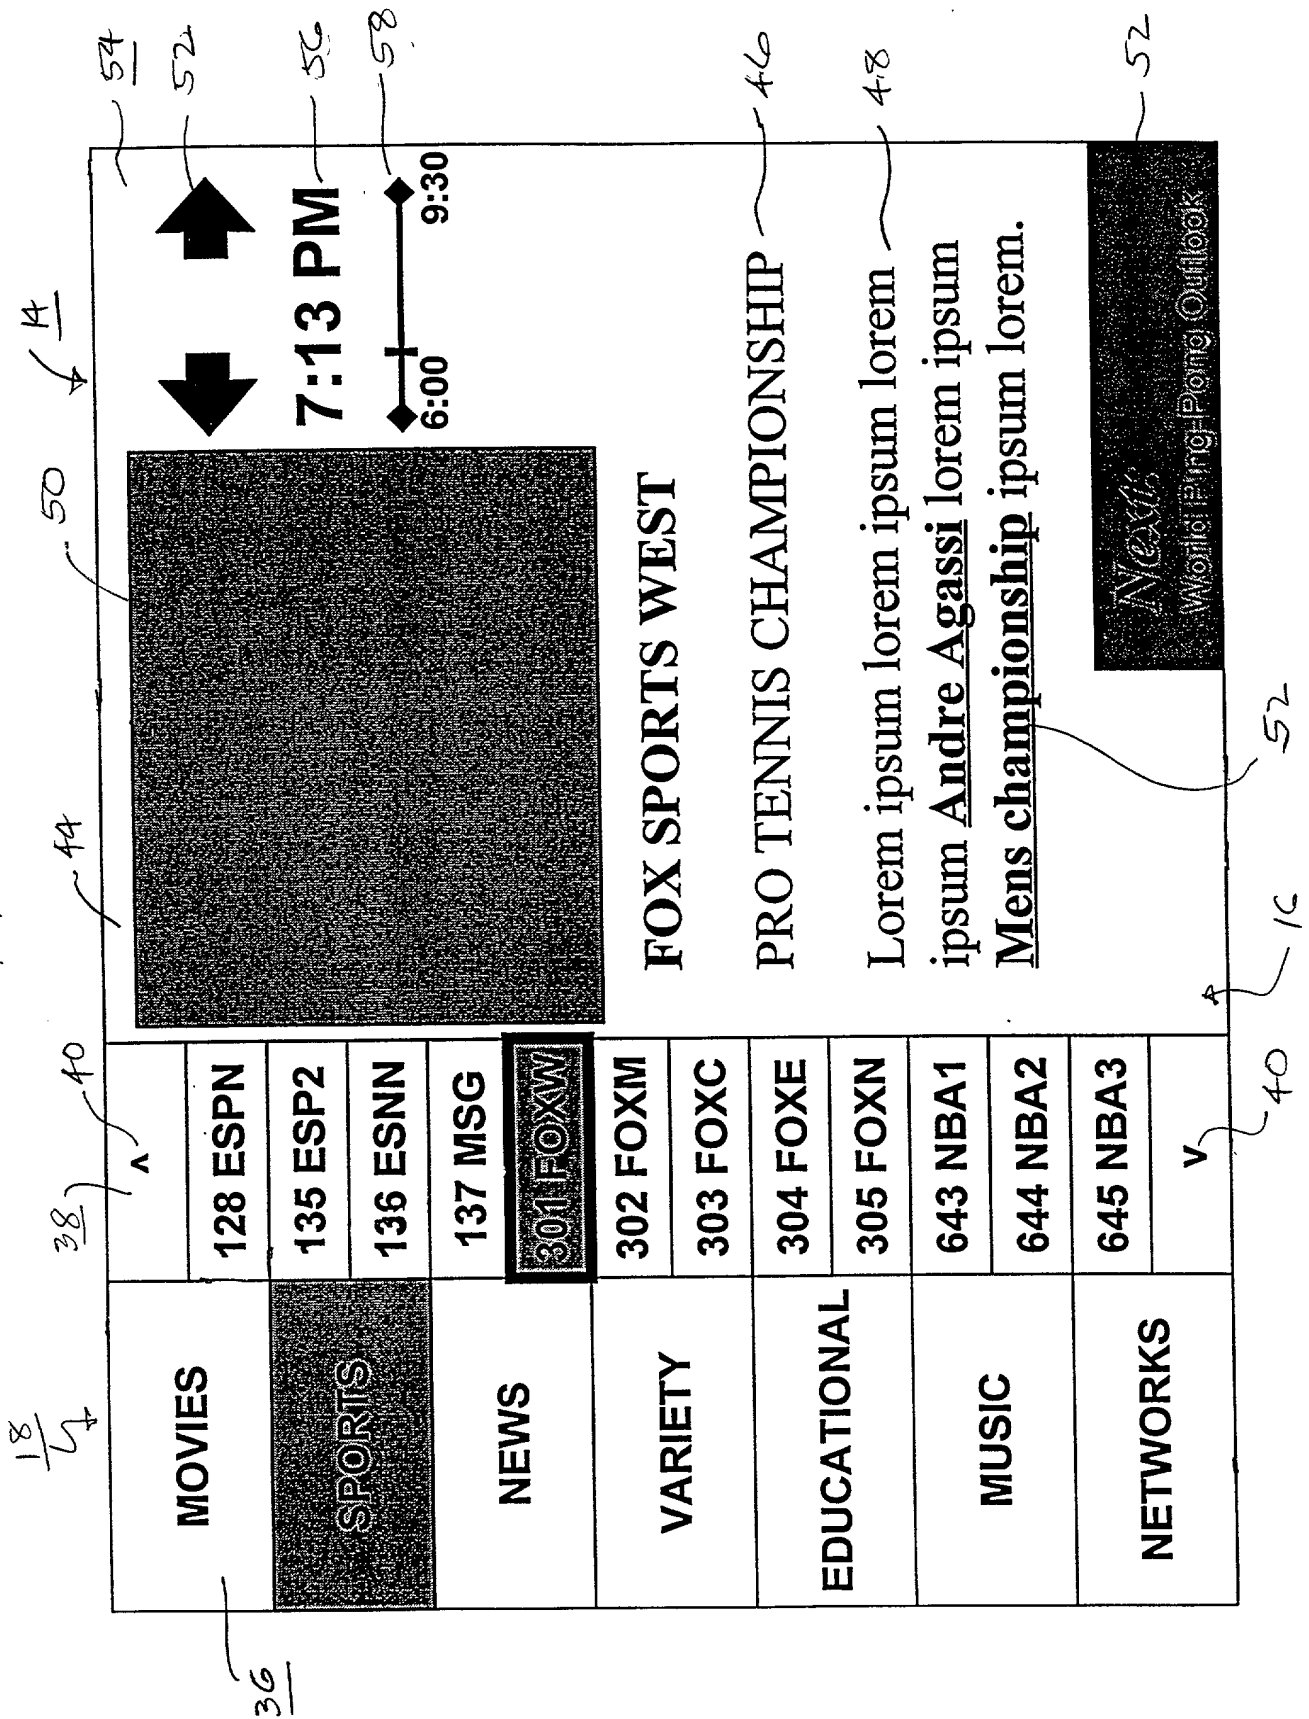 18
14
36
38
40
44
50
54
52
56
58
46
48
52
52
16
40
MOVIES
SPORTS
NEWS
VARIETY
EDUCATIONAL
MUSIC
NETWORKS
^
128 ESPN
135 ESP2
136 ESNN
137 MSG
301 FOXW
302 FOXM
303 FOXC
304 FOXE
305 FOXN
643 NBA1
644 NBA2
645 NBA3
v
7:13 PM
6:00
9:30
FOX SPORTS WEST
PRO TENNIS CHAMPIONSHIP
Lorem ipsum lorem ipsum lorem
ipsum Andre Agassi lorem ipsum
Mens championship ipsum lorem.
Next:
World Ping-Pong Outlook